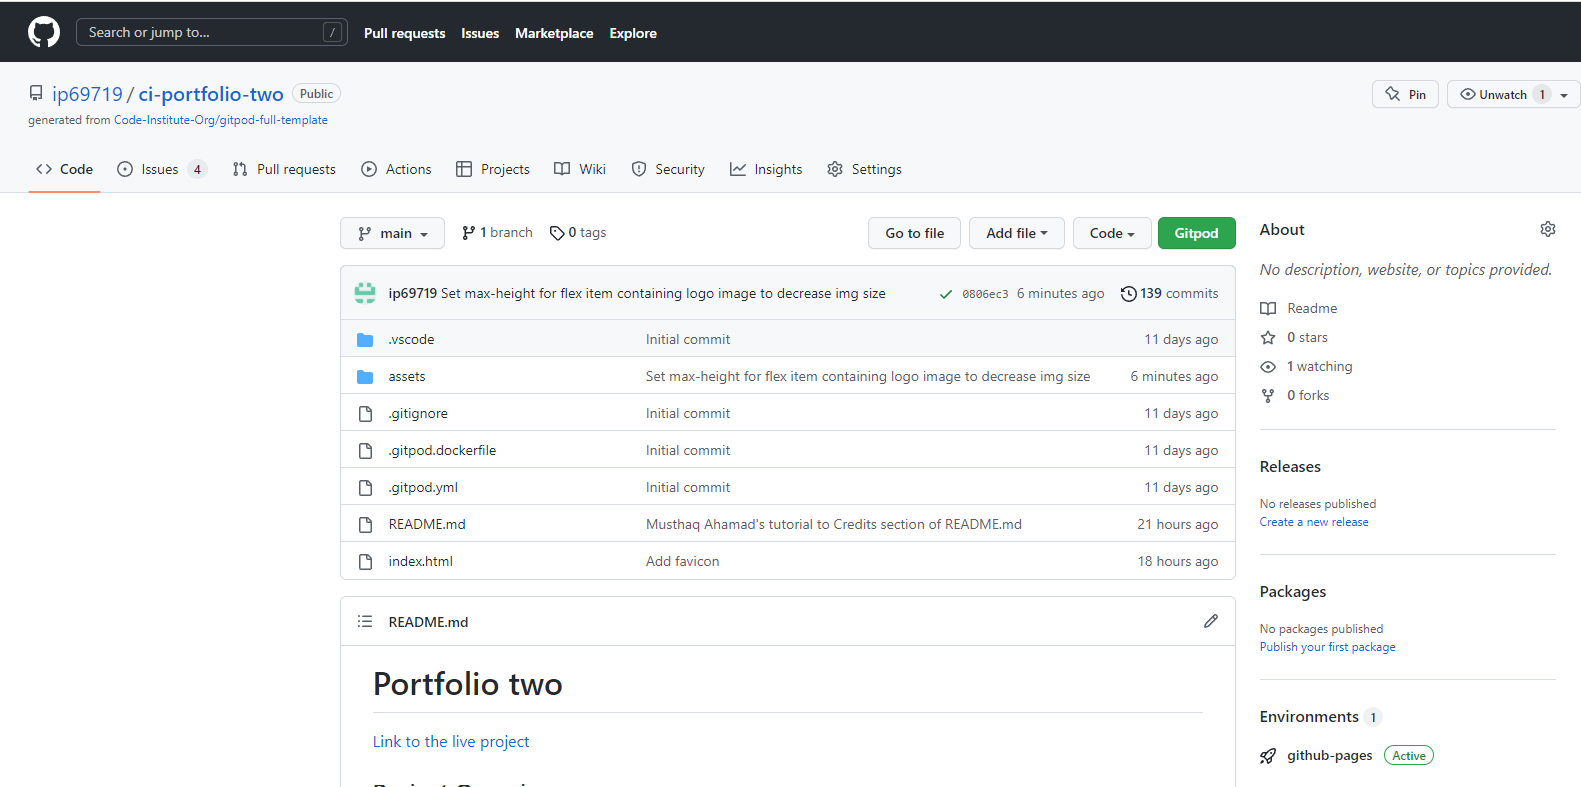 Search or jump to... /
Pull requests Issues Marketplace Explore
ip69719 / ci-portfolio-two Public
Pin
Unwatch 1
generated from Code-Institute-Org/gitpod-full-template
Code Issues 4 Pull requests Actions Projects Wiki Security Insights Settings
main 1 branch 0 tags Go to file Add file Code Gitpod
ip69719 Set max-height for flex item containing logo image to decrease img size 0806ec3 6 minutes ago 139 commits
.vscode Initial commit 11 days ago
assets Set max-height for flex item containing logo image to decrease img size 6 minutes ago
.gitignore Initial commit 11 days ago
.gitpod.dockerfile Initial commit 11 days ago
.gitpod.yml Initial commit 11 days ago
README.md Musthaq Ahamad's tutorial to Credits section of README.md 21 hours ago
index.html Add favicon 18 hours ago
README.md
Portfolio two
Link to the live project
About
No description, website, or topics provided.
Readme
0 stars
1 watching
0 forks
Releases
No releases published
Create a new release
Packages
No packages published
Publish your first package
Environments 1
github-pages Active